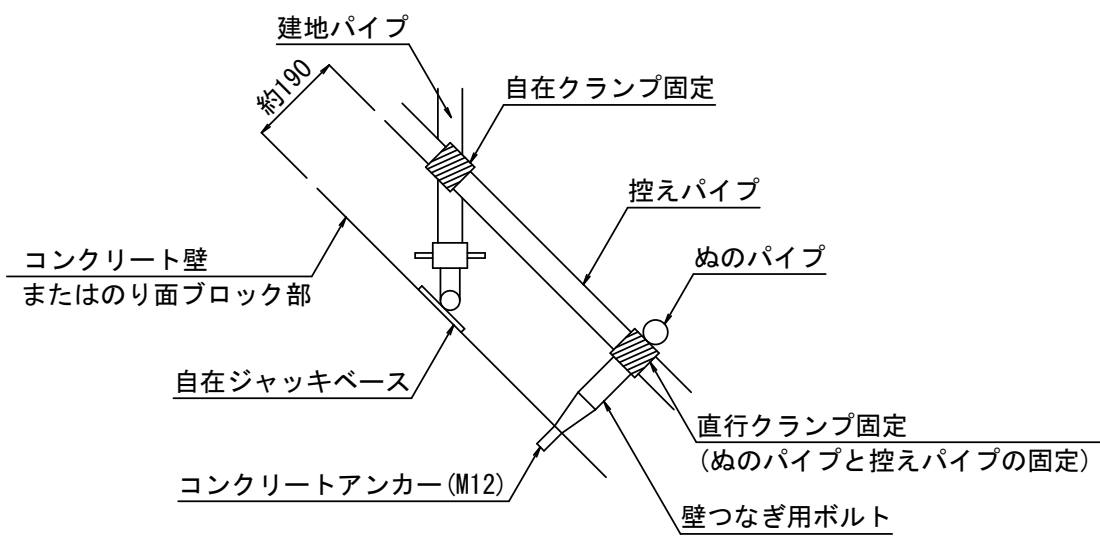 建地パイプ
約190
自在クランプ固定
控えパイプ
ぬのパイプ
コンクリート壁
またはのり面ブロック部
自在ジャッキベース
直行クランプ固定
(ぬのパイプと控えパイプの固定)
コンクリートアンカー(M12)
壁つなぎ用ボルト